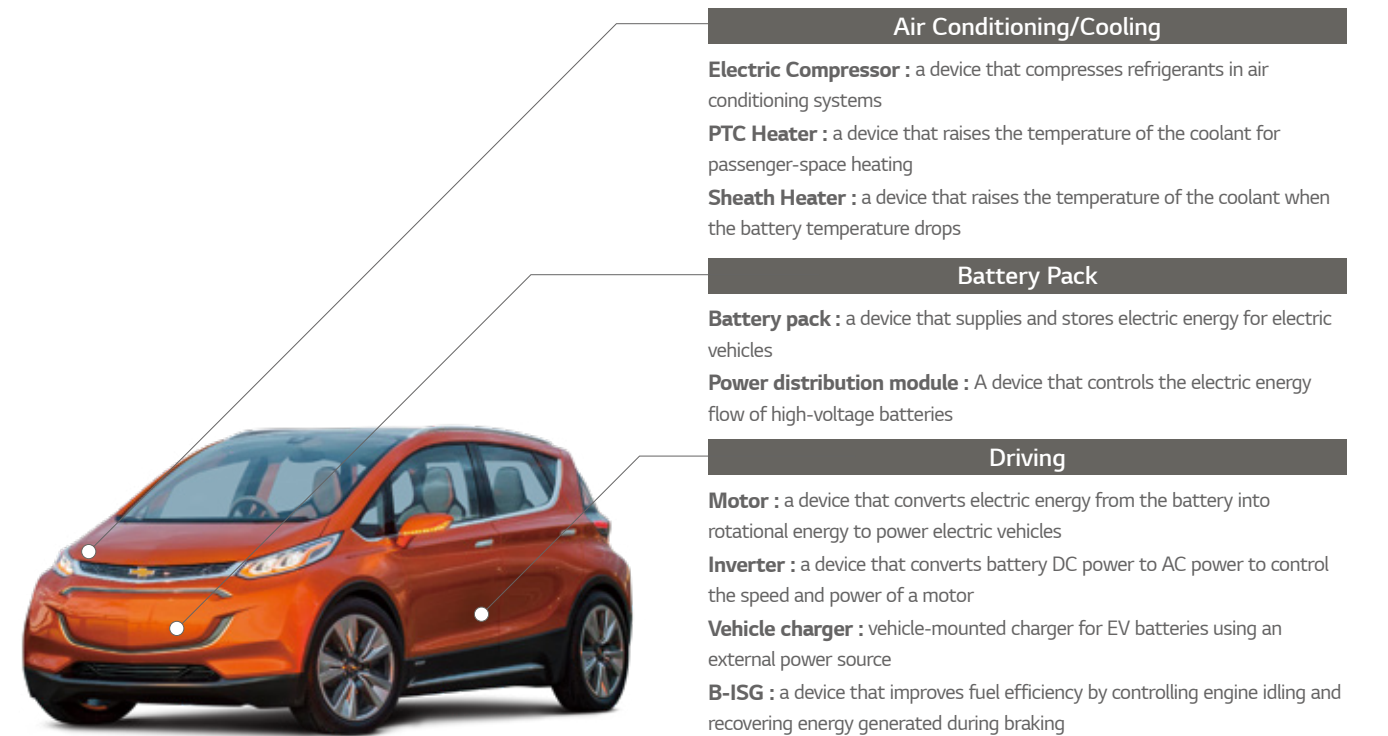 Air Conditioning/Cooling
Electric Compressor : a device that compresses refrigerants in air
conditioning systems
PTC Heater : a device that raises the temperature of the coolant for
passenger-space heating
Sheath Heater : a device that raises the temperature of the coolant when
the battery temperature drops
Battery Pack
Battery pack : a device that supplies and stores electric energy for electric
vehicles
Power distribution module : A device that controls the electric energy
flow of high-voltage batteries
Driving
Motor : a device that converts electric energy from the battery into
rotational energy to power electric vehicles
Inverter : a device that converts battery DC power to AC power to control
the speed and power of a motor
Vehicle charger : vehicle-mounted charger for EV batteries using an
external power source
B-ISG : a device that improves fuel efficiency by controlling engine idling and
recovering energy generated during braking